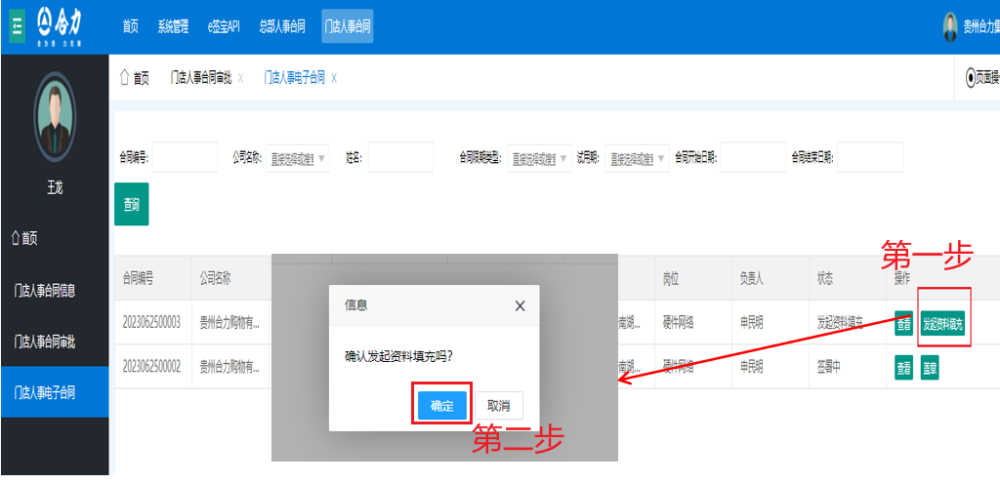 合力
首页 系统管理 e签宝API 总部人事合同 门店人事合同
贵州合力集
王龙
首页
门店人事合同信息
门店人事合同审批
门店人事电子合同
首页 门店人事合同审批 × 门店人事电子合同 ×
页面操
合同编号: 公司名称: 直接选择或搜 姓名: 合同限期类型: 直接选择或搜 试用期: 直接选择或搜 合同开始日期: 合同结束日期:
查询
第一步
合同编号 公司名称 岗位 负责人 状态 操作
2023062500003 贵州合力购物有... 南湖... 硬件网络 申民明 发起资料填充 查看 发起资料填充
2023062500002 贵州合力购物有... 南湖... 硬件网络 申民明 签署中 查看 盖章
信息
确认发起资料填充吗?
确定 取消
第二步